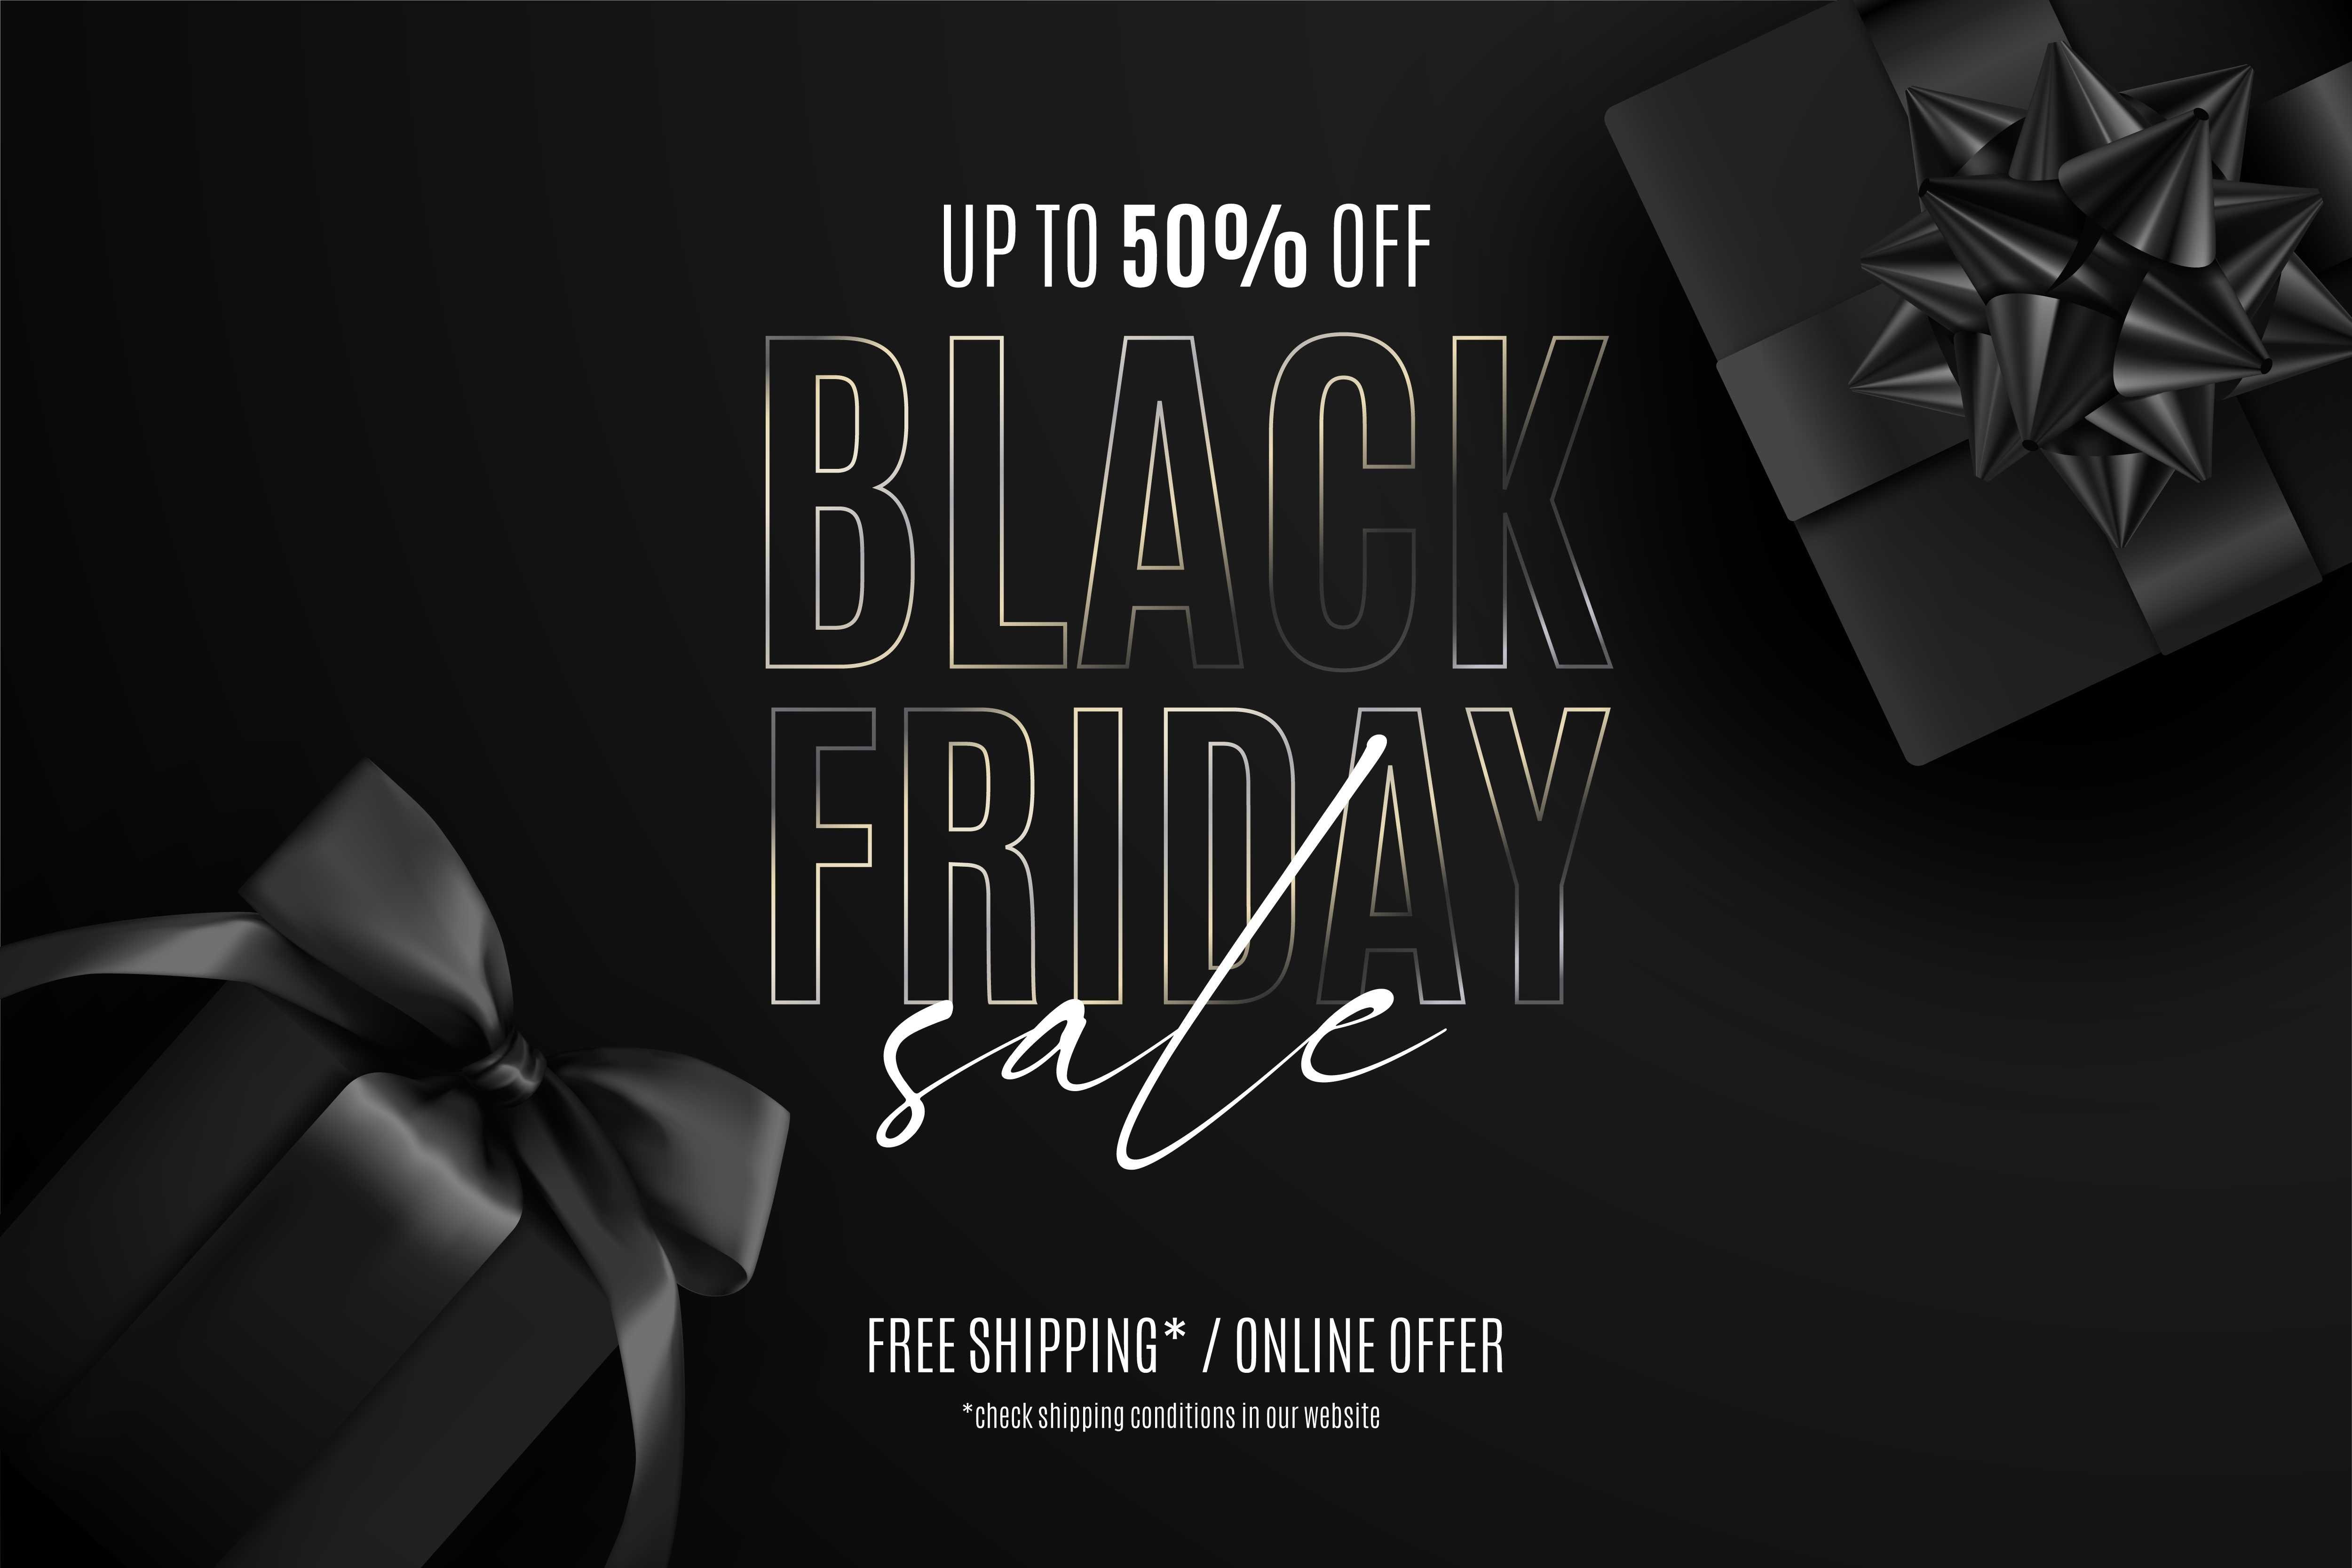 UP TO 50% OFF
BLACK
FRIDAY
sale
FREE SHIPPING* / ONLINE OFFER
*check shipping conditions in our website